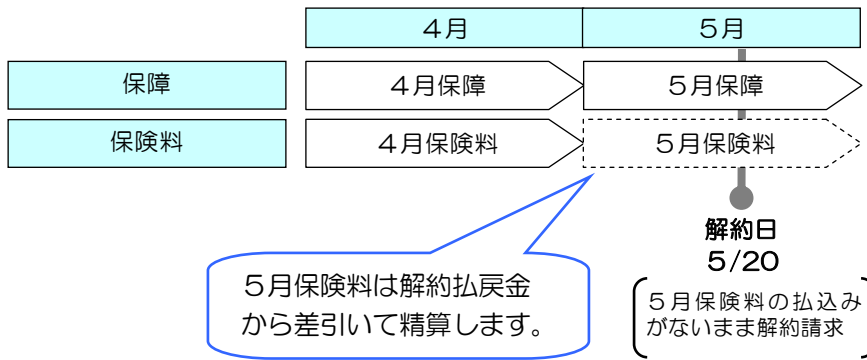 4月 5月
保障 4月保障 5月保障
保険料 4月保険料 5月保険料
解約日
5/20
5月保険料は解約払戻金
から差引いて精算します。
5月保険料の払込み
がないまま解約請求